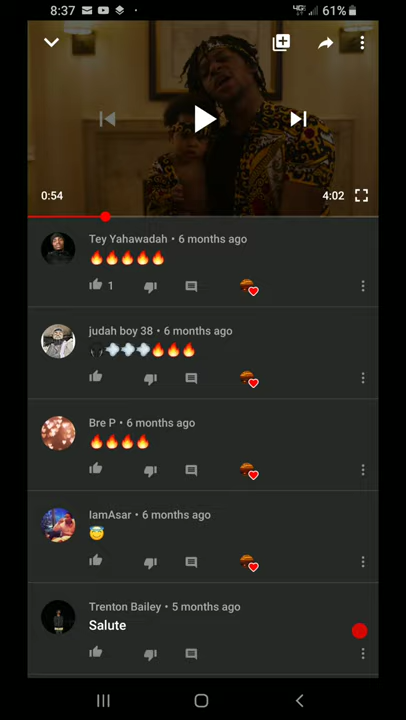 8:37
61%
0:54
4:02
Tey Yahawadah • 6 months ago
🔥🔥🔥🔥🔥
1
judah boy 38 • 6 months ago
🎧💨💨💨🔥🔥🔥
Bre P • 6 months ago
🔥🔥🔥🔥
IamAsar • 6 months ago
😇
Trenton Bailey • 5 months ago
Salute